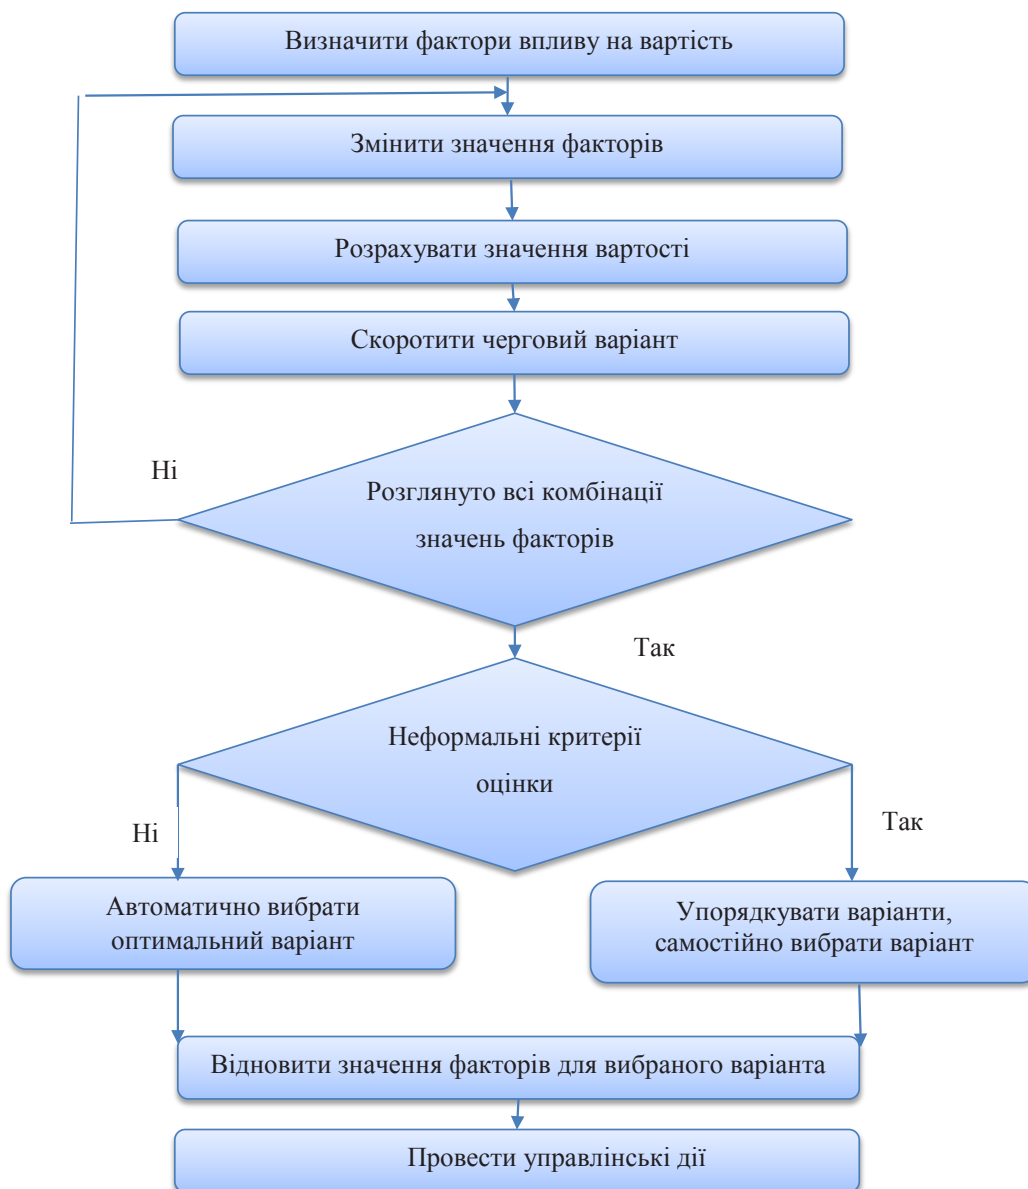 Визначити фактори впливу на вартість
Змінити значення факторів
Розрахувати значення вартості
Скоротити черговий варіант
Ні
Розглянуто всі комбінації
значень факторів
Так
Неформальні критерії
оцінки
Ні
Так
Автоматично вибрати
оптимальний варіант
Упорядкувати варіанти,
самостійно вибрати варіант
Відновити значення факторів для вибраного варіанта
Провести управлінські дії